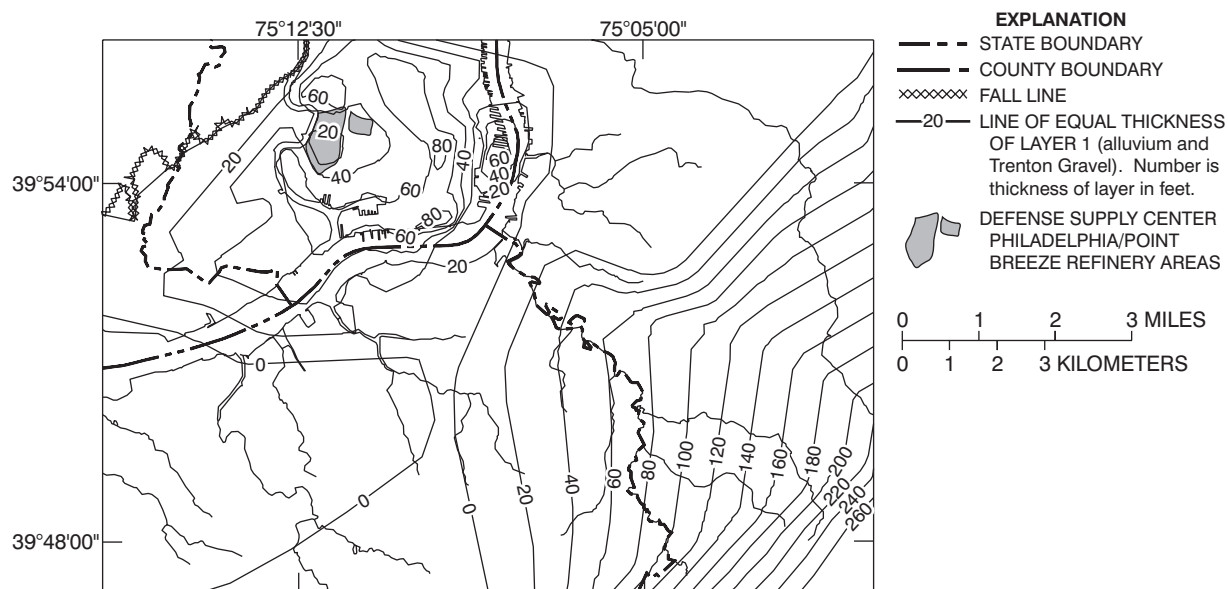 75°12'30"
75°05'00"
39°54'00"
39°48'00"
60
20
40
80
40
60
80
60
60
40
20
20
20
0
0
0
20
40
60
80
100
120
140
160
180
200
220
240
260
EXPLANATION
STATE BOUNDARY
COUNTY BOUNDARY
FALL LINE
20 LINE OF EQUAL THICKNESS
OF LAYER 1 (alluvium and
Trenton Gravel). Number is
thickness of layer in feet.
DEFENSE SUPPLY CENTER
PHILADELPHIA/POINT
BREEZE REFINERY AREAS
0 1 2 3 MILES
0 1 2 3 KILOMETERS